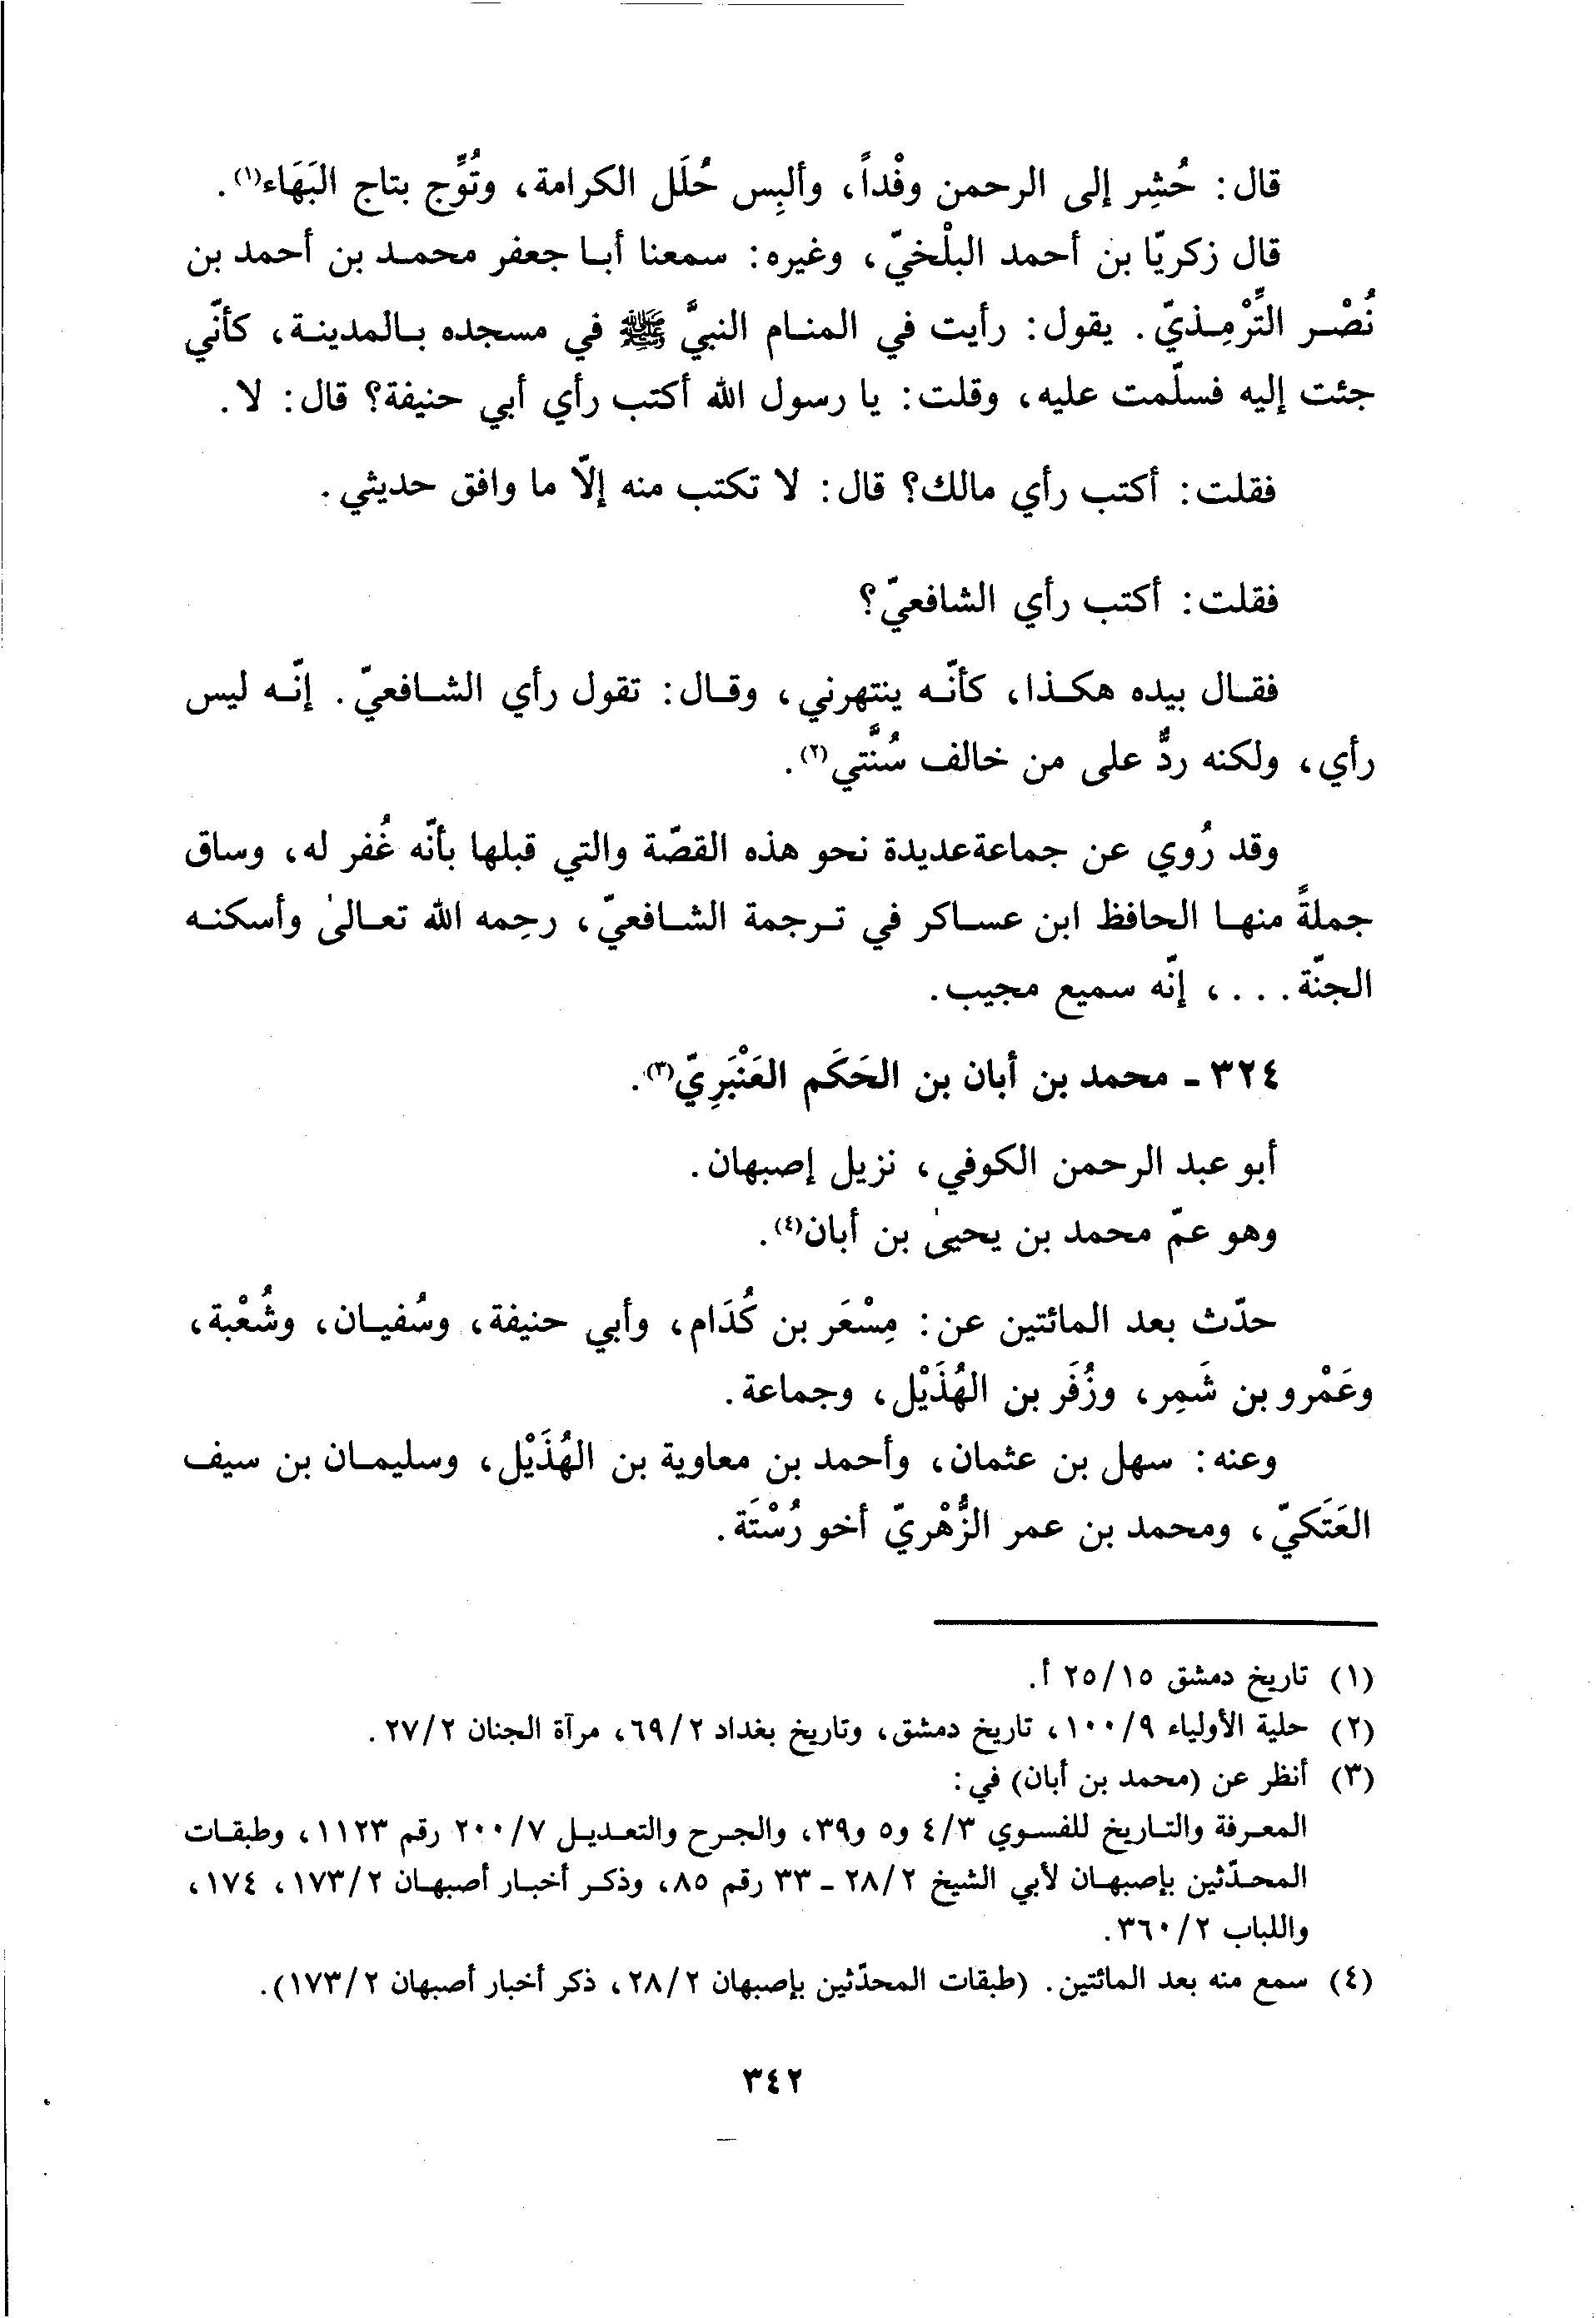 قال: حُشِر إلى الرحمن وفْداً، وألبِس حُلَل الكرامة، وتُوِّج بتاج البَهَاء(١).
قال زكريّا بن أحمد البلْخيّ، وغيره: سمعنا أبا جعفر محمد بن أحمد بن
نُصْر التِّرْمِذيّ. يقول: رأيت في المنام النبيَّ ﷺ في مسجده بالمدينة، كأنّي
جئت إليه فسلّمت عليه، وقلت: يا رسول الله أكتب رأي أبي حنيفة؟ قال: لا.
فقلت: أكتب رأي مالك؟ قال: لا تكتب منه إلّا ما وافق حديثي.
فقلت: أكتب رأي الشافعيّ؟
فقال بيده هكذا، كأنّه ينتهرني، وقال: تقول رأي الشافعيّ. إنّه ليس
رأي، ولكنه ردٌّ على من خالف سُنَّتي(٢).
وقد رُوي عن جماعةعديدة نحو هذه القصّة والتي قبلها بأنّه غُفر له، وساق
جملةً منها الحافظ ابن عساكر في ترجمة الشافعيّ، رحِمه الله تعالىٰ وأسكنه
الجنّة . . . ، إنّه سميع مجيب.
٣٢٤ - محمد بن أبان بن الحَكَم العَنْبَرِيّ(٣).
أبو عبد الرحمن الكوفي، نزيل إصبهان.
وهو عمّ محمد بن يحيىٰ بن أبان(٤).
حدّث بعد المائتين عن: مِسْعَر بن كُدَام، وأبي حنيفة، وسُفيان، وشُعْبة،
وعَمْرو بن شَمِر، وزُفَر بن الهُذَيْل، وجماعة.
وعنه: سهل بن عثمان، وأحمد بن معاوية بن الهُذَيْل، وسليمان بن سيف
العَتَكيّ، ومحمد بن عمر الزُّهْريّ أخو رُسْتَة.
(١) تاريخ دمشق ٢٥/١٥ أ.
(٢) حلية الأولياء ١٠٠/٩، تاريخ دمشق، وتاريخ بغداد ٦٩/٢، مرآة الجنان ٢٧/٢.
(٣) أنظر عن (محمد بن أبان) في:
المعرفة والتاريخ للفسوي ٤/٣ و٥ و٣٩، والجرح والتعديل ٢٠٠/٧ رقم ١١٢٣، وطبقات
المحدّثين بإصبهان لأبي الشيخ ٢٨/٢ - ٣٣ رقم ٨٥، وذكر أخبار أصبهان ١٧٣/٢، ١٧٤،
واللباب ٣٦٠/٢.
(٤) سمع منه بعد المائتين. (طبقات المحدّثين بإصبهان ٢٨/٢، ذكر أخبار أصبهان ١٧٣/٢).
٣٤٢